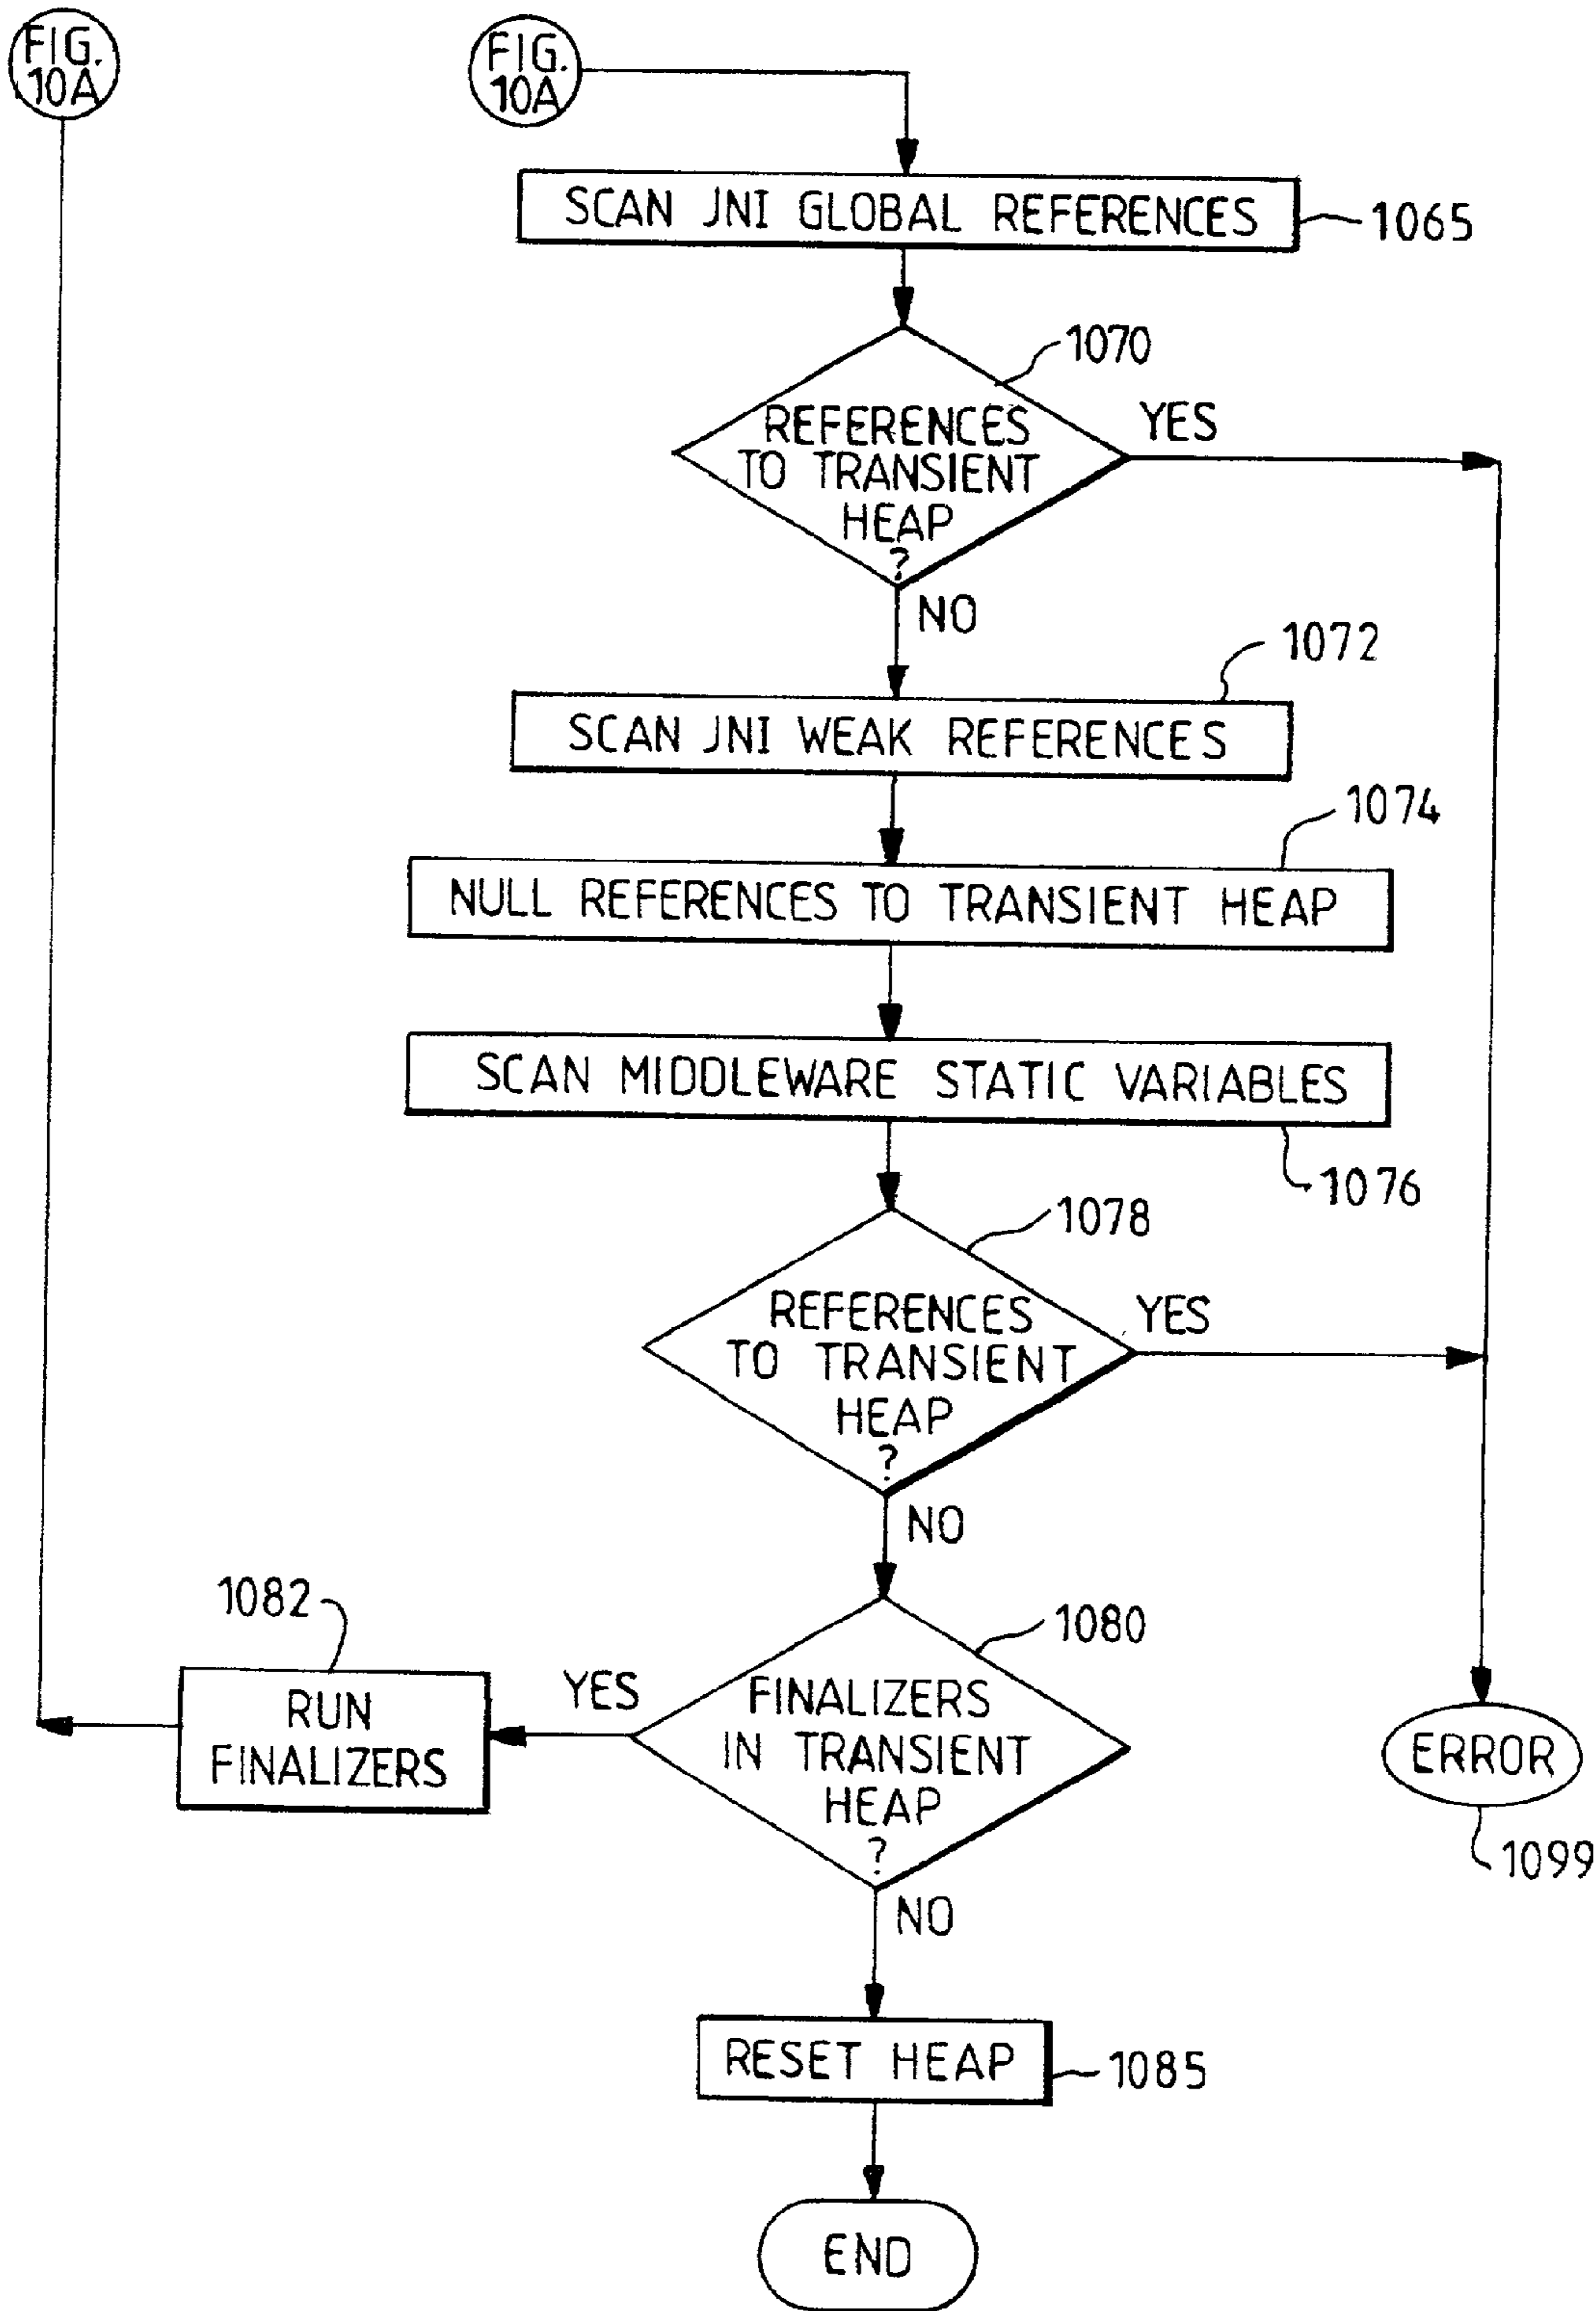 FIG.
10A
FIG.
10A
SCAN JNI GLOBAL REFERENCES
1065
1070
REFERENCES
TO TRANSIENT
HEAP
?
YES
NO
1072
SCAN JNI WEAK REFERENCES
1074
NULL REFERENCES TO TRANSIENT HEAP
SCAN MIDDLEWARE STATIC VARIABLES
1076
1078
REFERENCES
TO TRANSIENT
HEAP
?
YES
NO
1082
RUN
FINALIZERS
YES
1080
FINALIZERS
IN TRANSIENT
HEAP
?
NO
ERROR
1099
RESET HEAP
1085
END